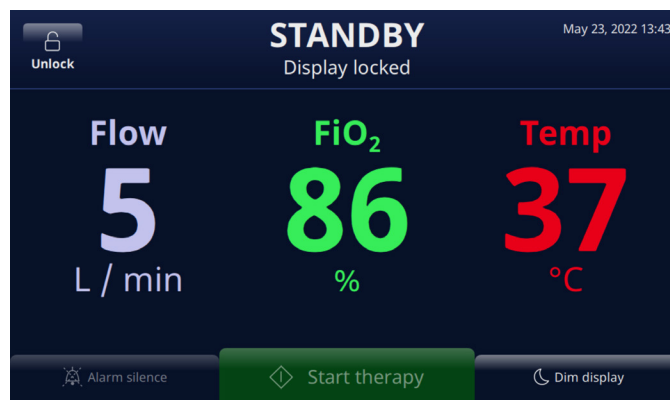 Unlock
STANDBY
Display locked
May 23, 2022 13:43
Flow
5
L / min
FiO₂
86
%
Temp
37
°C
Alarm silence
Start therapy
Dim display